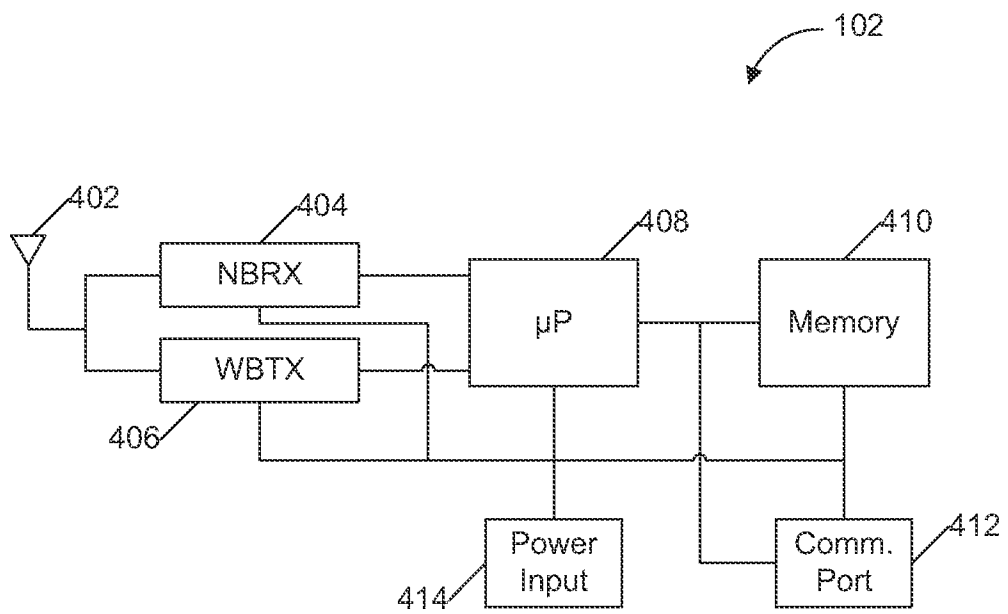 102
402
404
NBRX
408
µP
410
Memory
WBTX
406
Power
Input
414
Comm.
Port
412